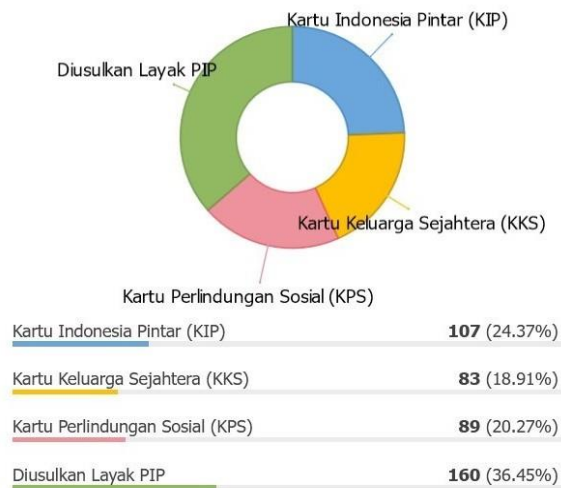 Kartu Indonesia Pintar (KIP)
Diusulkan Layak PIP
Kartu Keluarga Sejahtera (KKS)
Kartu Perlindungan Sosial (KPS)
Kartu Indonesia Pintar (KIP) 107 (24.37%)
Kartu Keluarga Sejahtera (KKS) 83 (18.91%)
Kartu Perlindungan Sosial (KPS) 89 (20.27%)
Diusulkan Layak PIP 160 (36.45%)